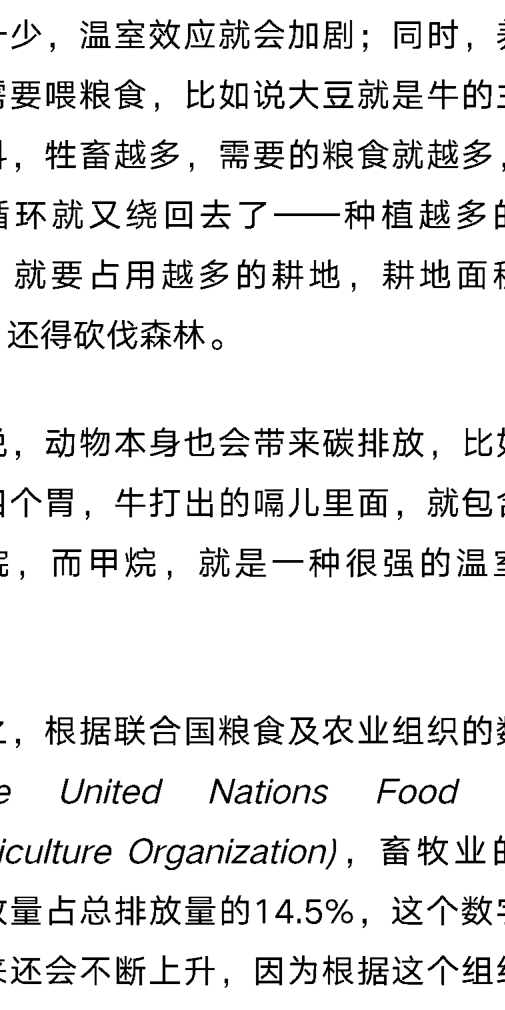 少，温室效应就会加剧；同时，
需要喂粮食，比如说大豆就是牛的主
，牲畜越多，需要的粮食就越多，
循环就又绕回去了——种植越多的
就要占用越多的耕地，耕地面积
还得砍伐森林。
说，动物本身也会带来碳排放，比如
四个胃，牛打出的嗝儿里面，就包含
烷，而甲烷，就是一种很强的温室
，根据联合国粮食及农业组织的数
e United Nations Food
iculture Organization)，畜牧业的
放量占总排放量的14.5%，这个数字
来还会不断上升，因为根据这个组织